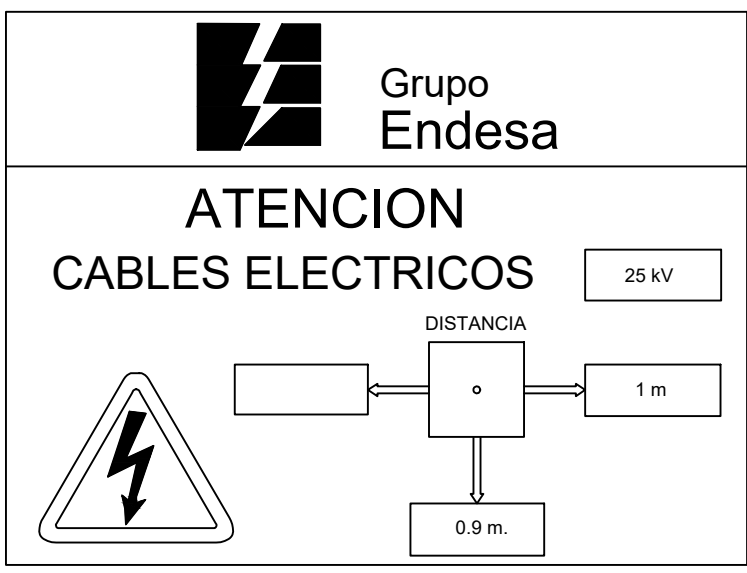 Grupo
Endesa
ATENCION
CABLES ELECTRICOS
25 kV
DISTANCIA
1 m
0.9 m.